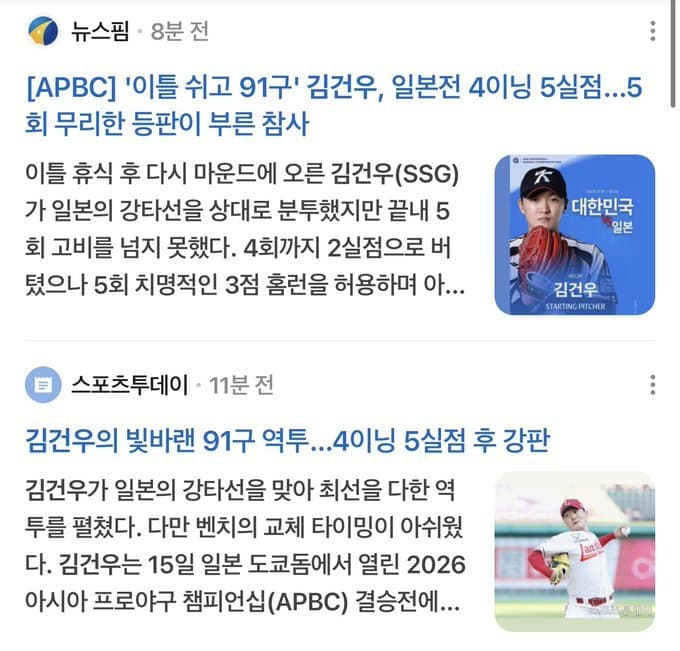 뉴스핌 · 8분 전
[APBC] '이틀 쉬고 91구' 김건우, 일본전 4이닝 5실점...5
회 무리한 등판이 부른 참사
이틀 휴식 후 다시 마운드에 오른 김건우(SSG)
가 일본의 강타선을 상대로 분투했지만 끝내 5
회 고비를 넘지 못했다. 4회까지 2실점으로 버
텼으나 5회 치명적인 3점 홈런을 허용하며 아...
대한민국
일본
김건우
STARTING PITCHER
스포츠투데이 · 11분 전
김건우의 빛바랜 91구 역투...4이닝 5실점 후 강판
김건우가 일본의 강타선을 맞아 최선을 다한 역
투를 펼쳤다. 다만 벤치의 교체 타이밍이 아쉬웠
다. 김건우는 15일 일본 도쿄돔에서 열린 2026
아시아 프로야구 챔피언십(APBC) 결승전에...